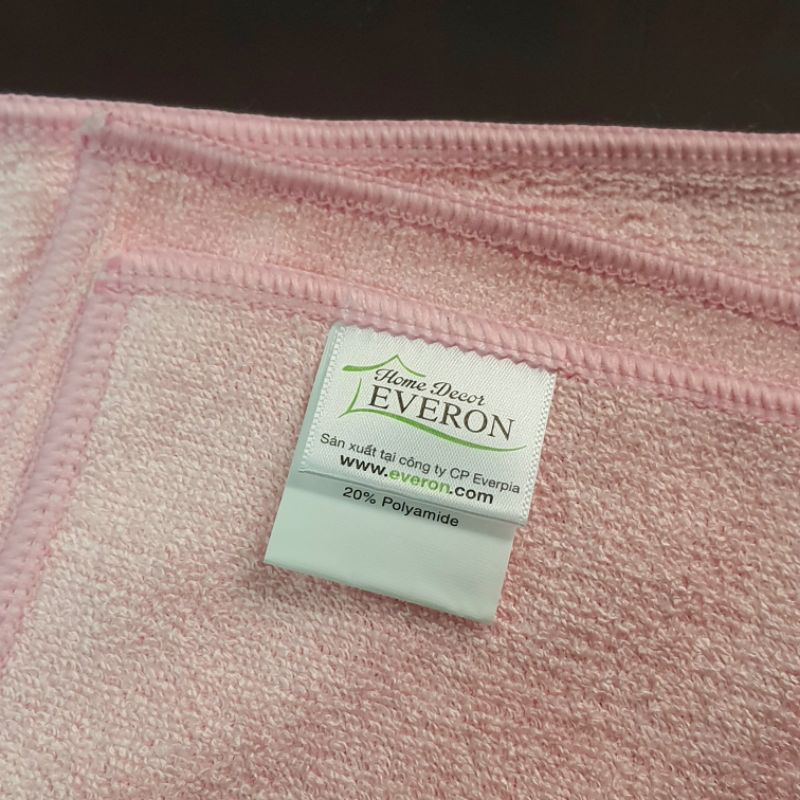 Home Decor
EVERON
Sản xuất tại công ty CP Everpia
www.everon.com
20% Polyamide